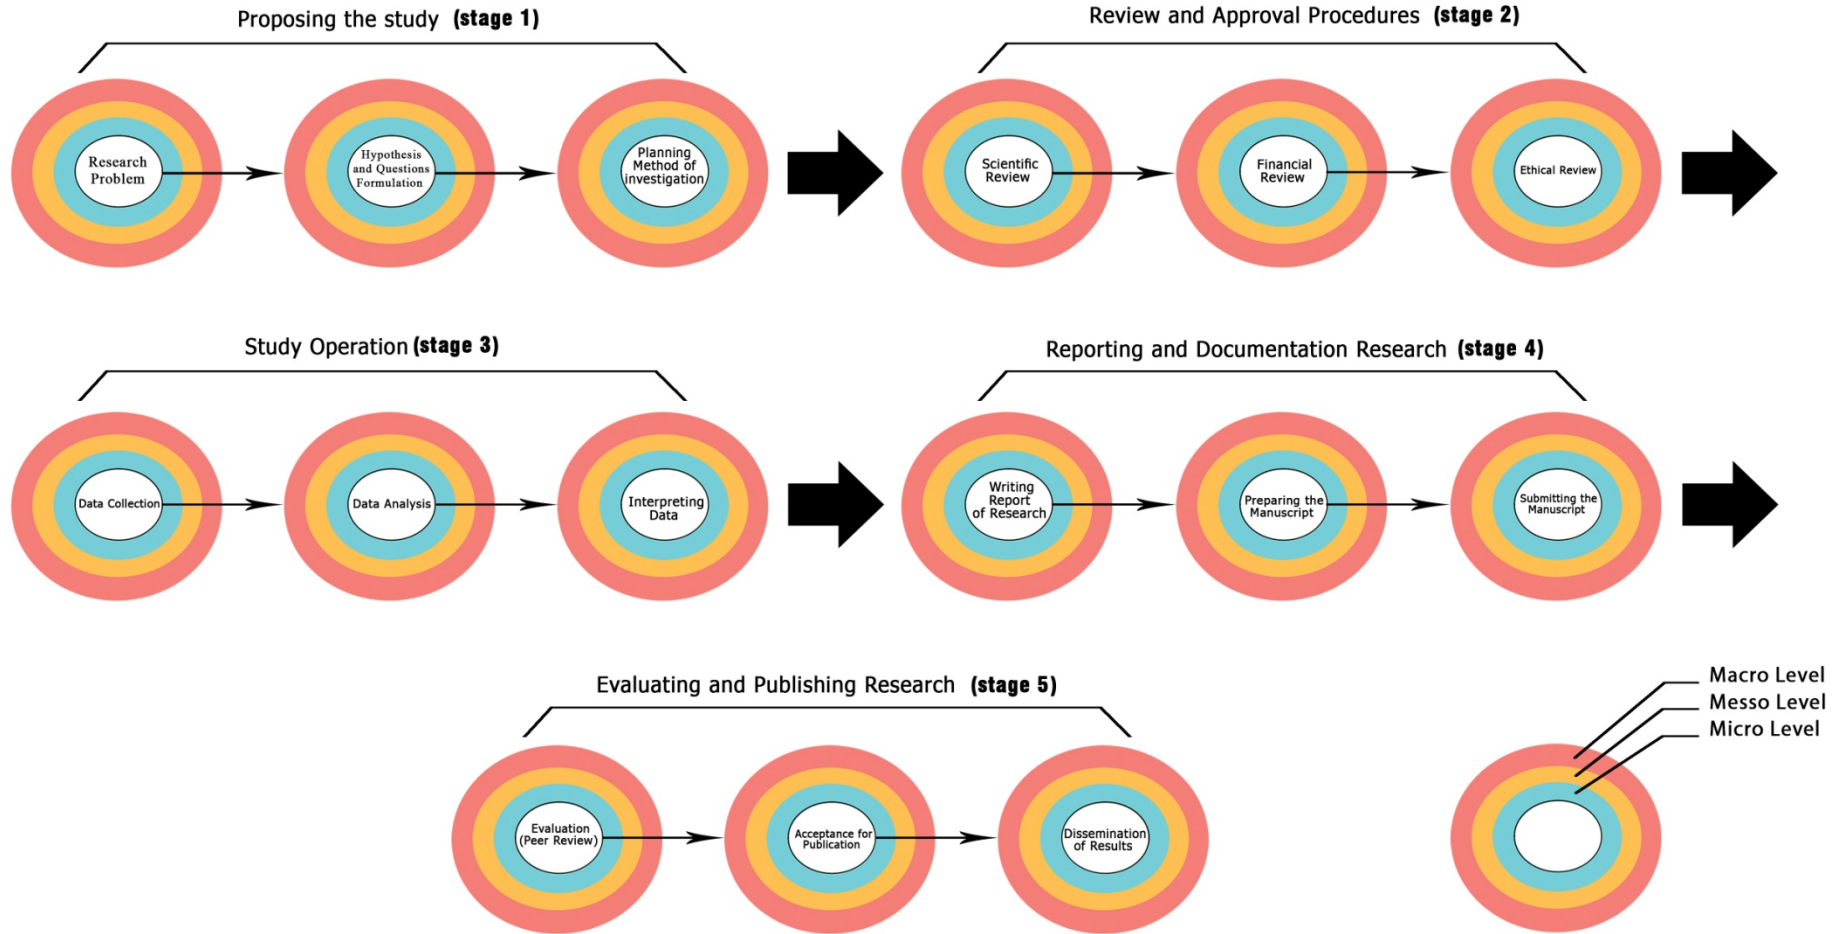 Proposing the study (stage 1)
Review and Approval Procedures (stage 2)
Research
Problem
Hypothesis
and Questions
Formulation
Planning
Method of
investigation
Scientific
Review
Financial
Review
Ethical Review
Study Operation (stage 3)
Reporting and Documentation Research (stage 4)
Data Collection
Data Analysis
Interpreting
Data
Writing
Report
of Research
Preparing the
Manuscript
Submitting the
Manuscript
Evaluating and Publishing Research (stage 5)
Evaluation
(Peer Review)
Acceptance for
Publication
Dissemination
of Results
Macro Level
Messo Level
Micro Level